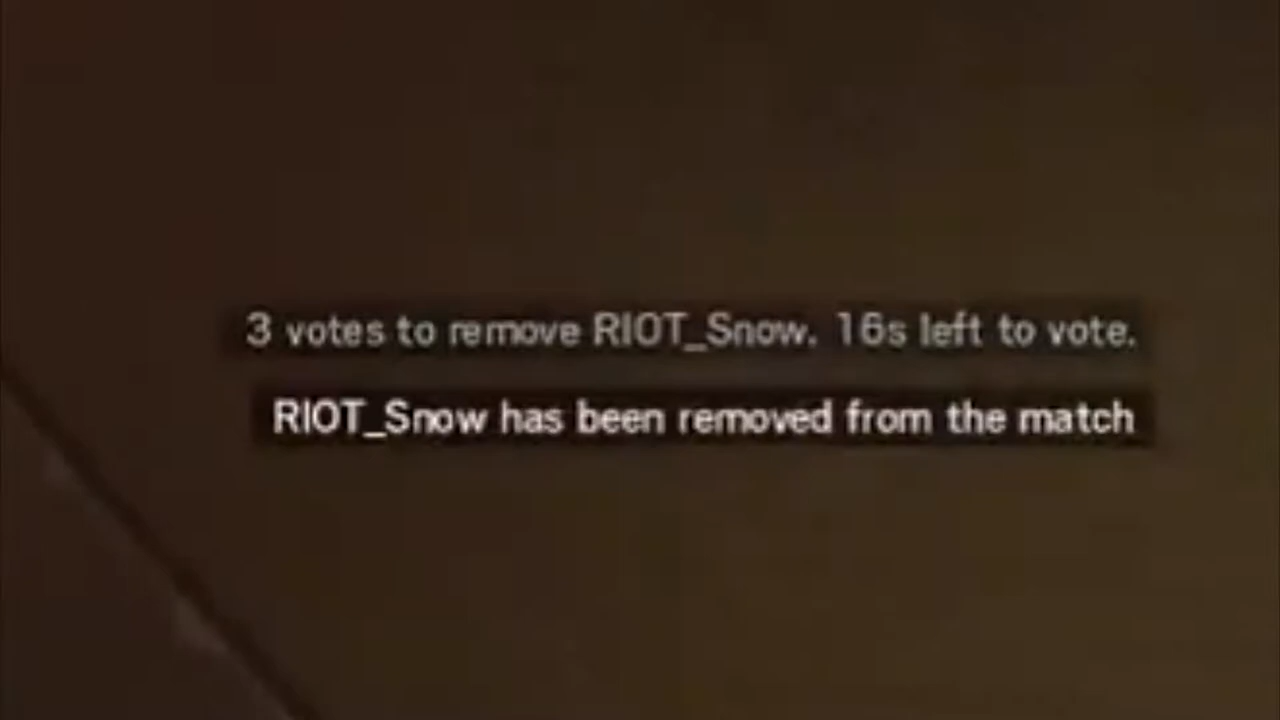 3 votes to remove RIOT_Snow. 16s left to vote.
RIOT_Snow has been removed from the match